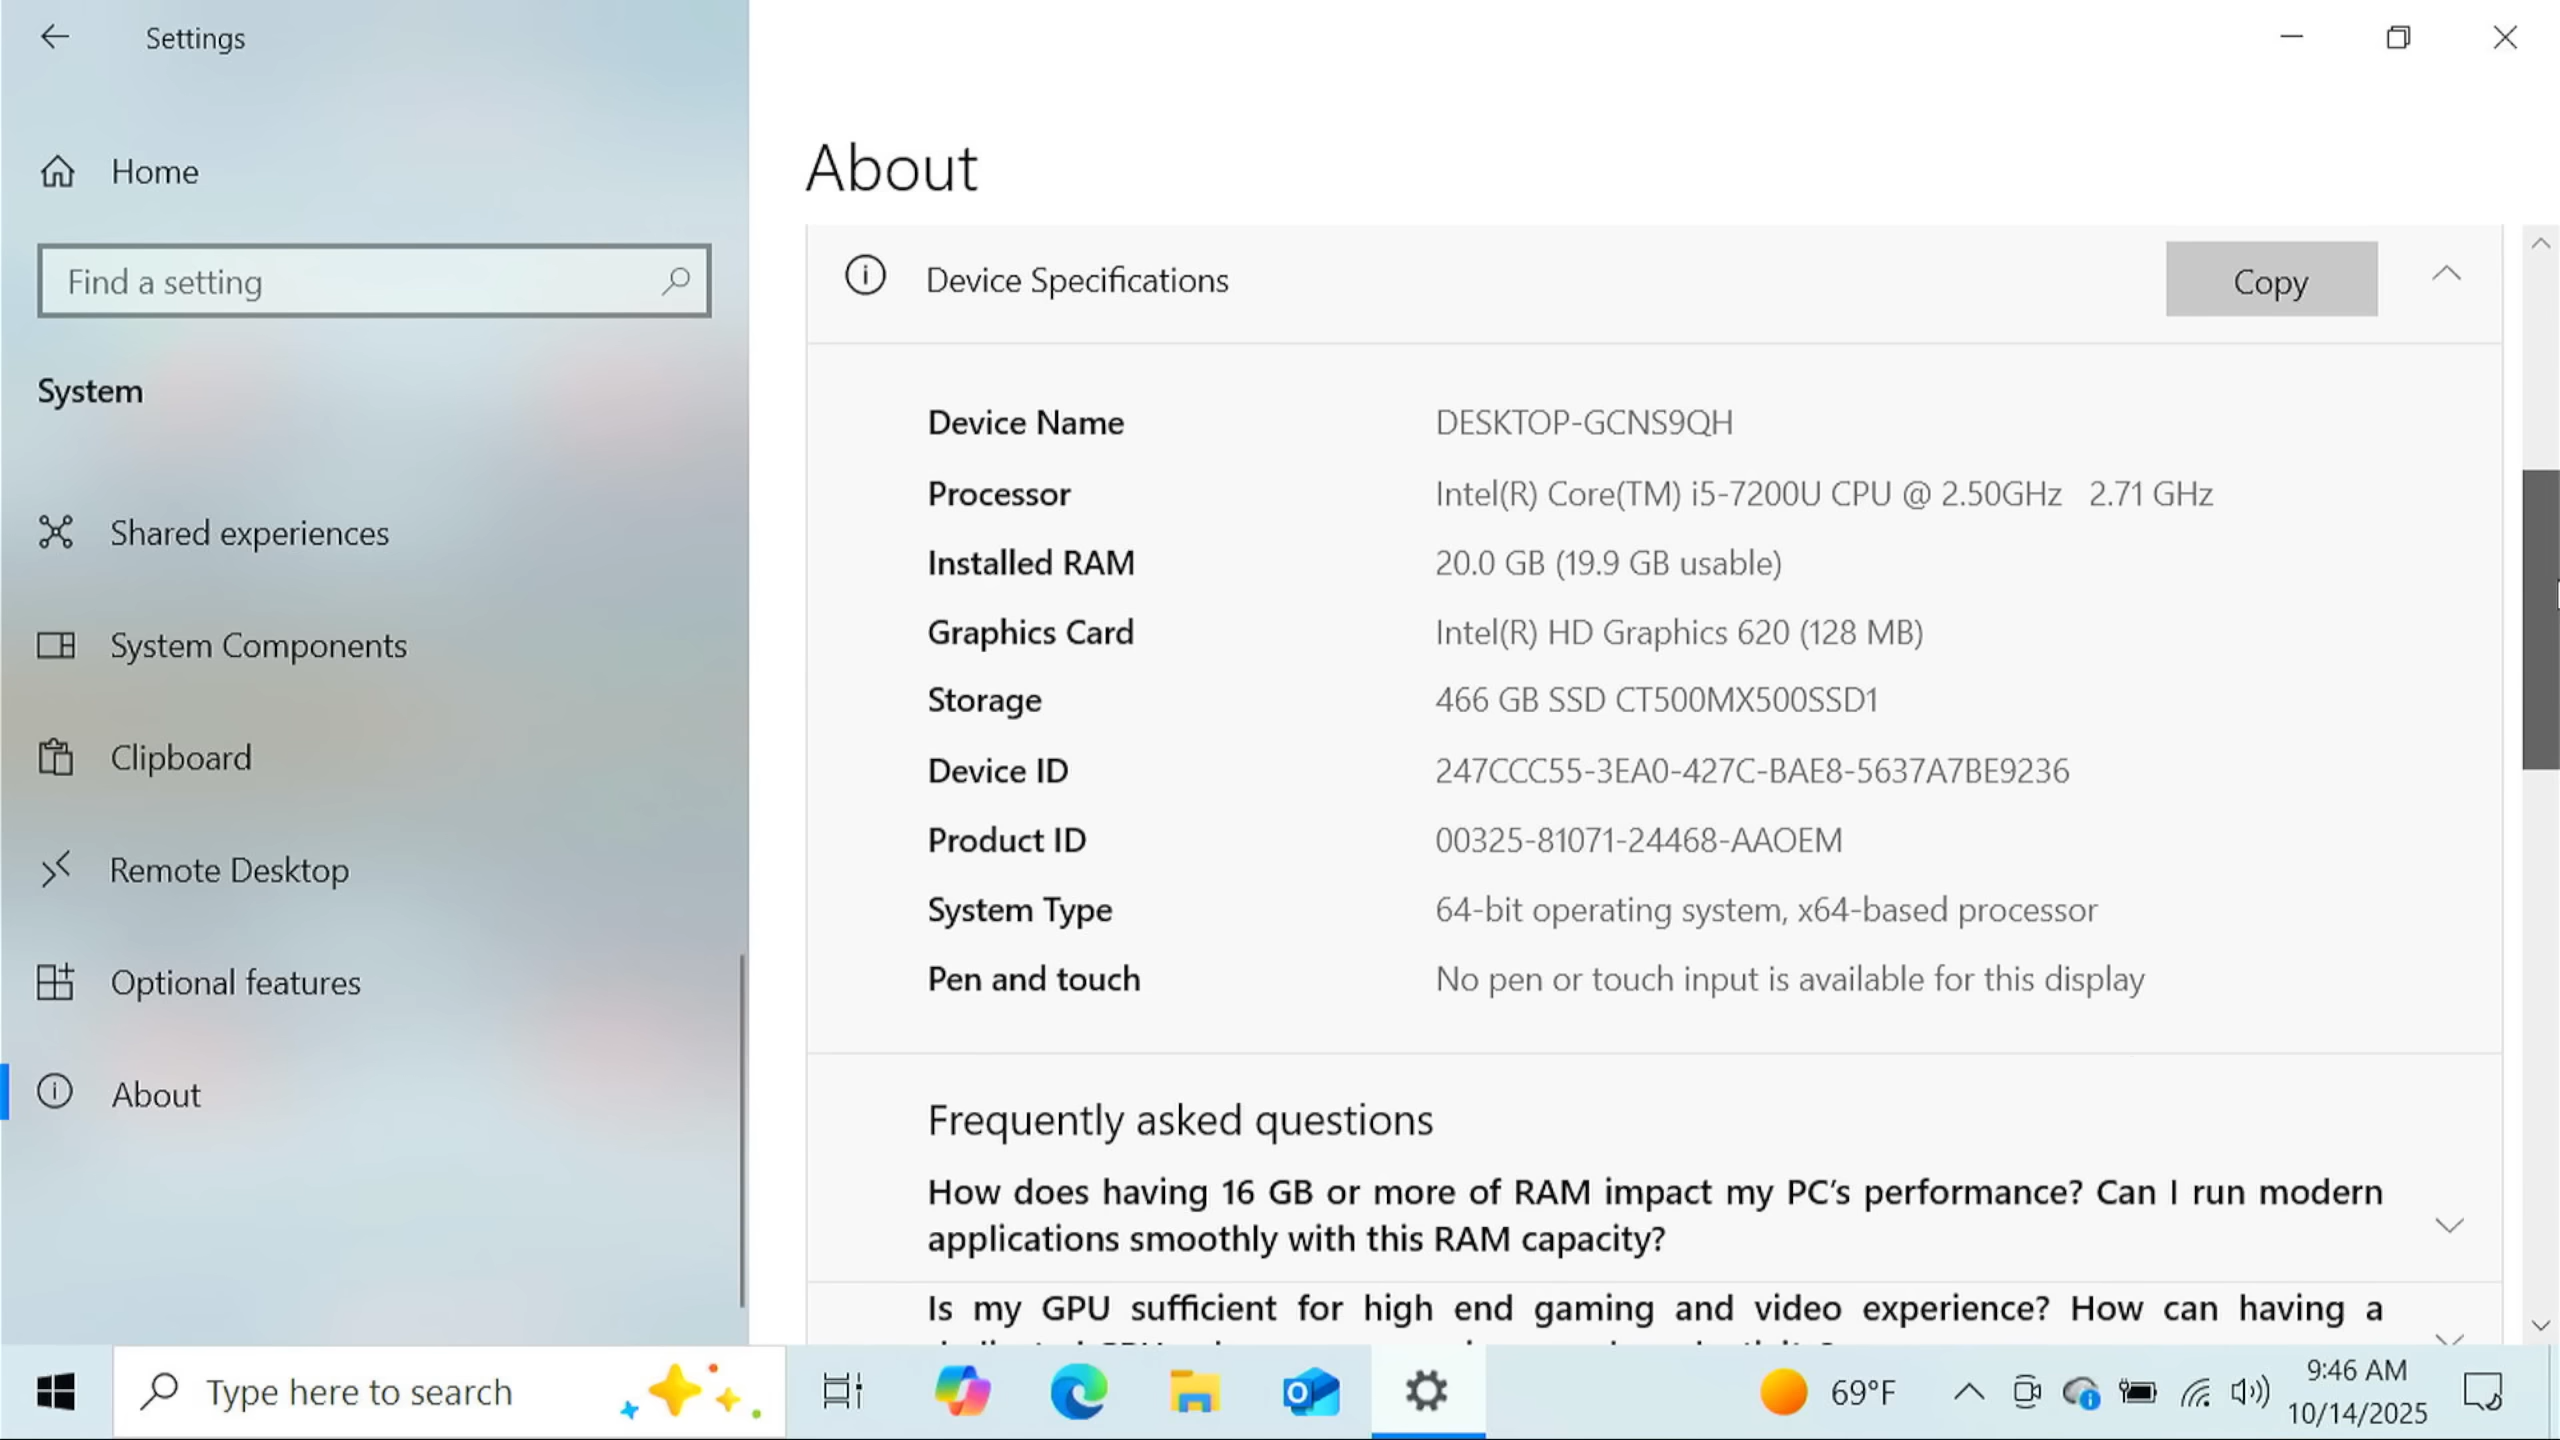 Settings
Home
Find a setting
System
Shared experiences
System Components
Clipboard
Remote Desktop
Optional features
About
About
Device Specifications
Copy
Device Name DESKTOP-GCNS9QH
Processor Intel(R) Core(TM) i5-7200U CPU @ 2.50GHz 2.71 GHz
Installed RAM 20.0 GB (19.9 GB usable)
Graphics Card Intel(R) HD Graphics 620 (128 MB)
Storage 466 GB SSD CT500MX500SSD1
Device ID 247CCC55-3EA0-427C-BAE8-5637A7BE9236
Product ID 00325-81071-24468-AAOEM
System Type 64-bit operating system, x64-based processor
Pen and touch No pen or touch input is available for this display
Frequently asked questions
How does having 16 GB or more of RAM impact my PC's performance? Can I run modern
applications smoothly with this RAM capacity?
Is my GPU sufficient for high end gaming and video experience? How can having a
Type here to search
69°F
9:46 AM
10/14/2025